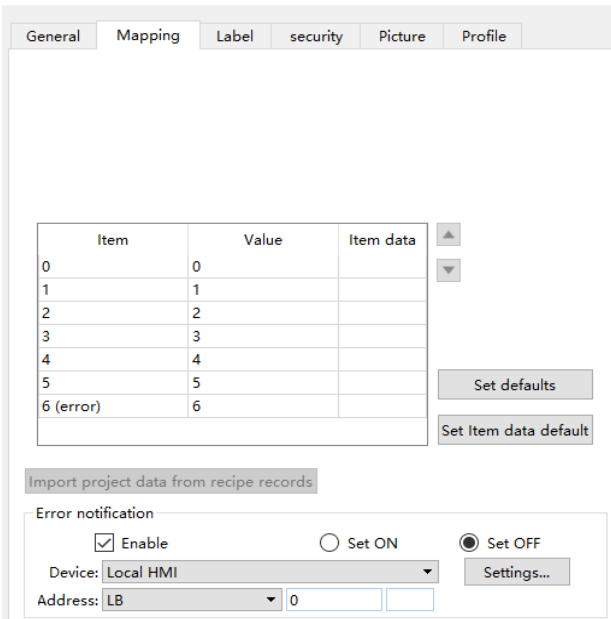 General Mapping Label security Picture Profile
Item Value Item data
0 0
1 1
2 2
3 3
4 4
5 5
6 (error) 6
Set defaults
Set Item data default
Import project data from recipe records
Error notification
Enable Set ON Set OFF
Device: Local HMI Settings...
Address: LB 0